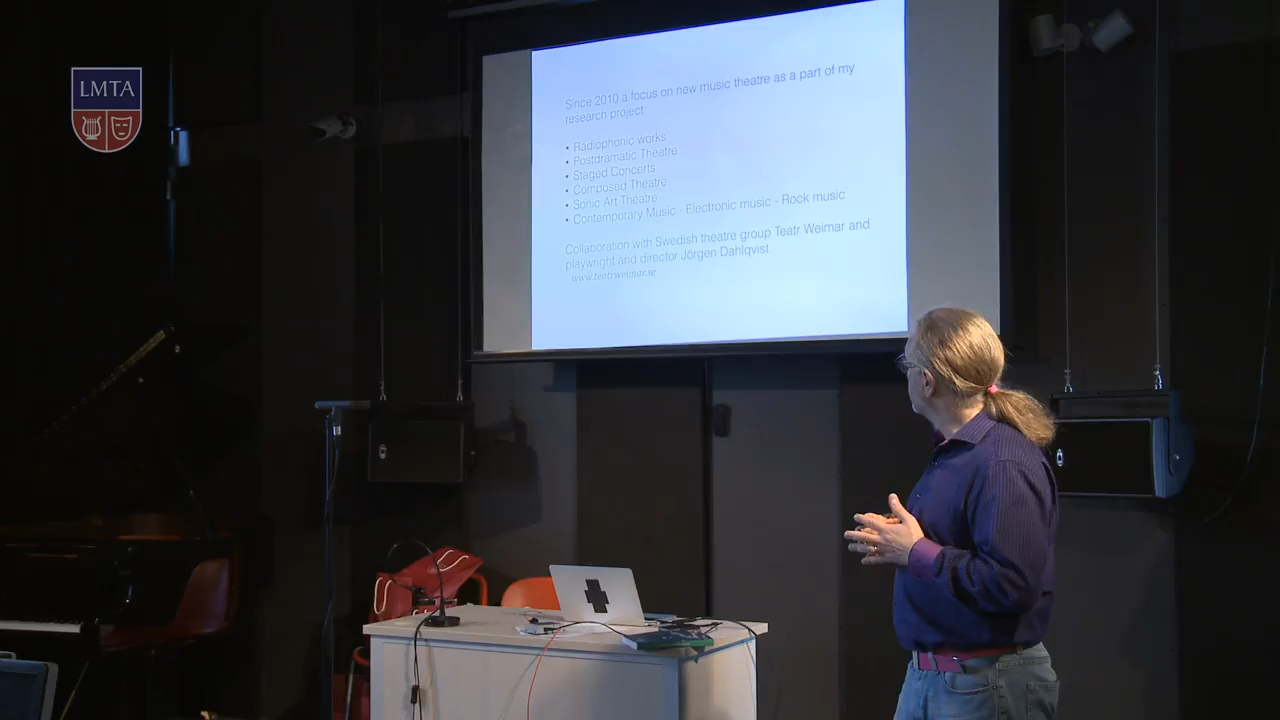 LMTA
Since 2010 a focus on new music theatre as a part of my
research project:
• Radiophonic works
• Postdramatic Theatre
• Staged Concerts
• Composed Theatre
• Sonic Art Theatre
• Contemporary Music - Electronic music - Rock music
Collaboration with Swedish theatre group Teatr Weimar and
playwright and director Jörgen Dahlqvist
www.teatrweimar.se